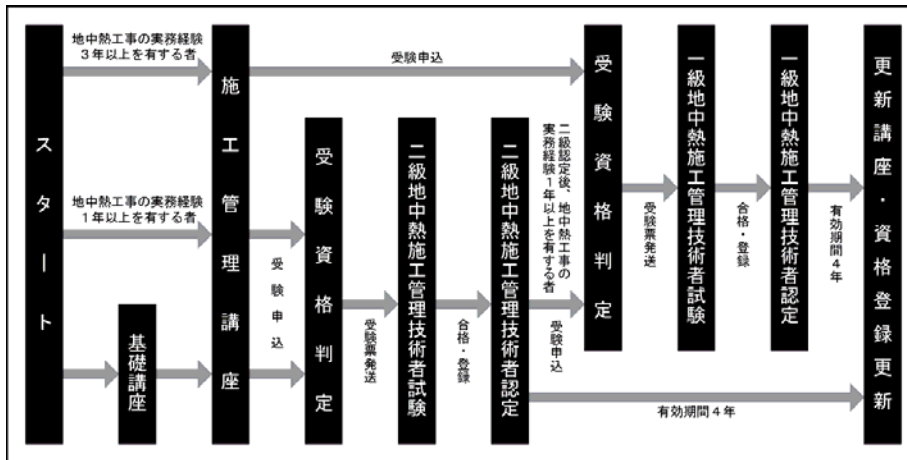 スタート
地中熱工事の実務経験
3年以上を有する者
地中熱工事の実務経験
1年以上を有する者
基礎講座
施工管理講座
受験申込
受験申込
受験資格判定
受験票発送
二級地中熱施工管理技術者試験
合格・登録
二級地中熱施工管理技術者認定
二級認定後、地中熱工事の
実務経験1年以上を有する者
受験申込
受験資格判定
受験票発送
一級地中熱施工管理技術者試験
合格・登録
一級地中熱施工管理技術者認定
有効期間4年
有効期間4年
更新講座・資格登録更新